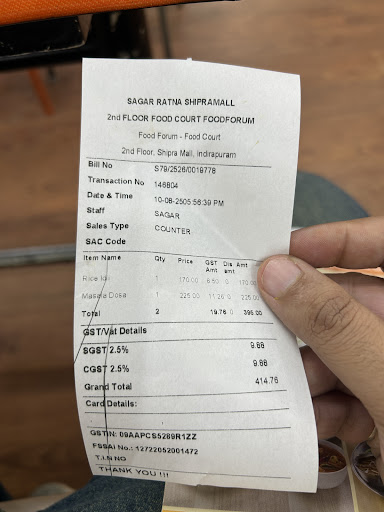 SAGAR RATNA SHIPRAMALL
2nd FLOOR FOOD COURT FOODFORUM
Food Forum - Food Court
2nd Floor, Shipra Mall, Indirapuram
Bill No S79/2526/0019778
Transaction No 146804
Date & Time 10-08-2505:56:39 PM
Staff SAGAR
Sales Type COUNTER
SAC Code
Item Name Qty Price GST Amt Dis amt Amt
Rice Idli 1 170.00 8.50 0 170.00
Masala Dosa 1 225.00 11.26 0 225.00
Total 2 19.76 0 395.00
GST/Vat Details
SGST 2.5% 9.88
CGST 2.5% 9.88
Grand Total 414.76
Card Details:
GSTIN: 09AAPCS5289R1ZZ
FSSAI No.: 12722052001472
T.I.N NO
THANK YOU !!!